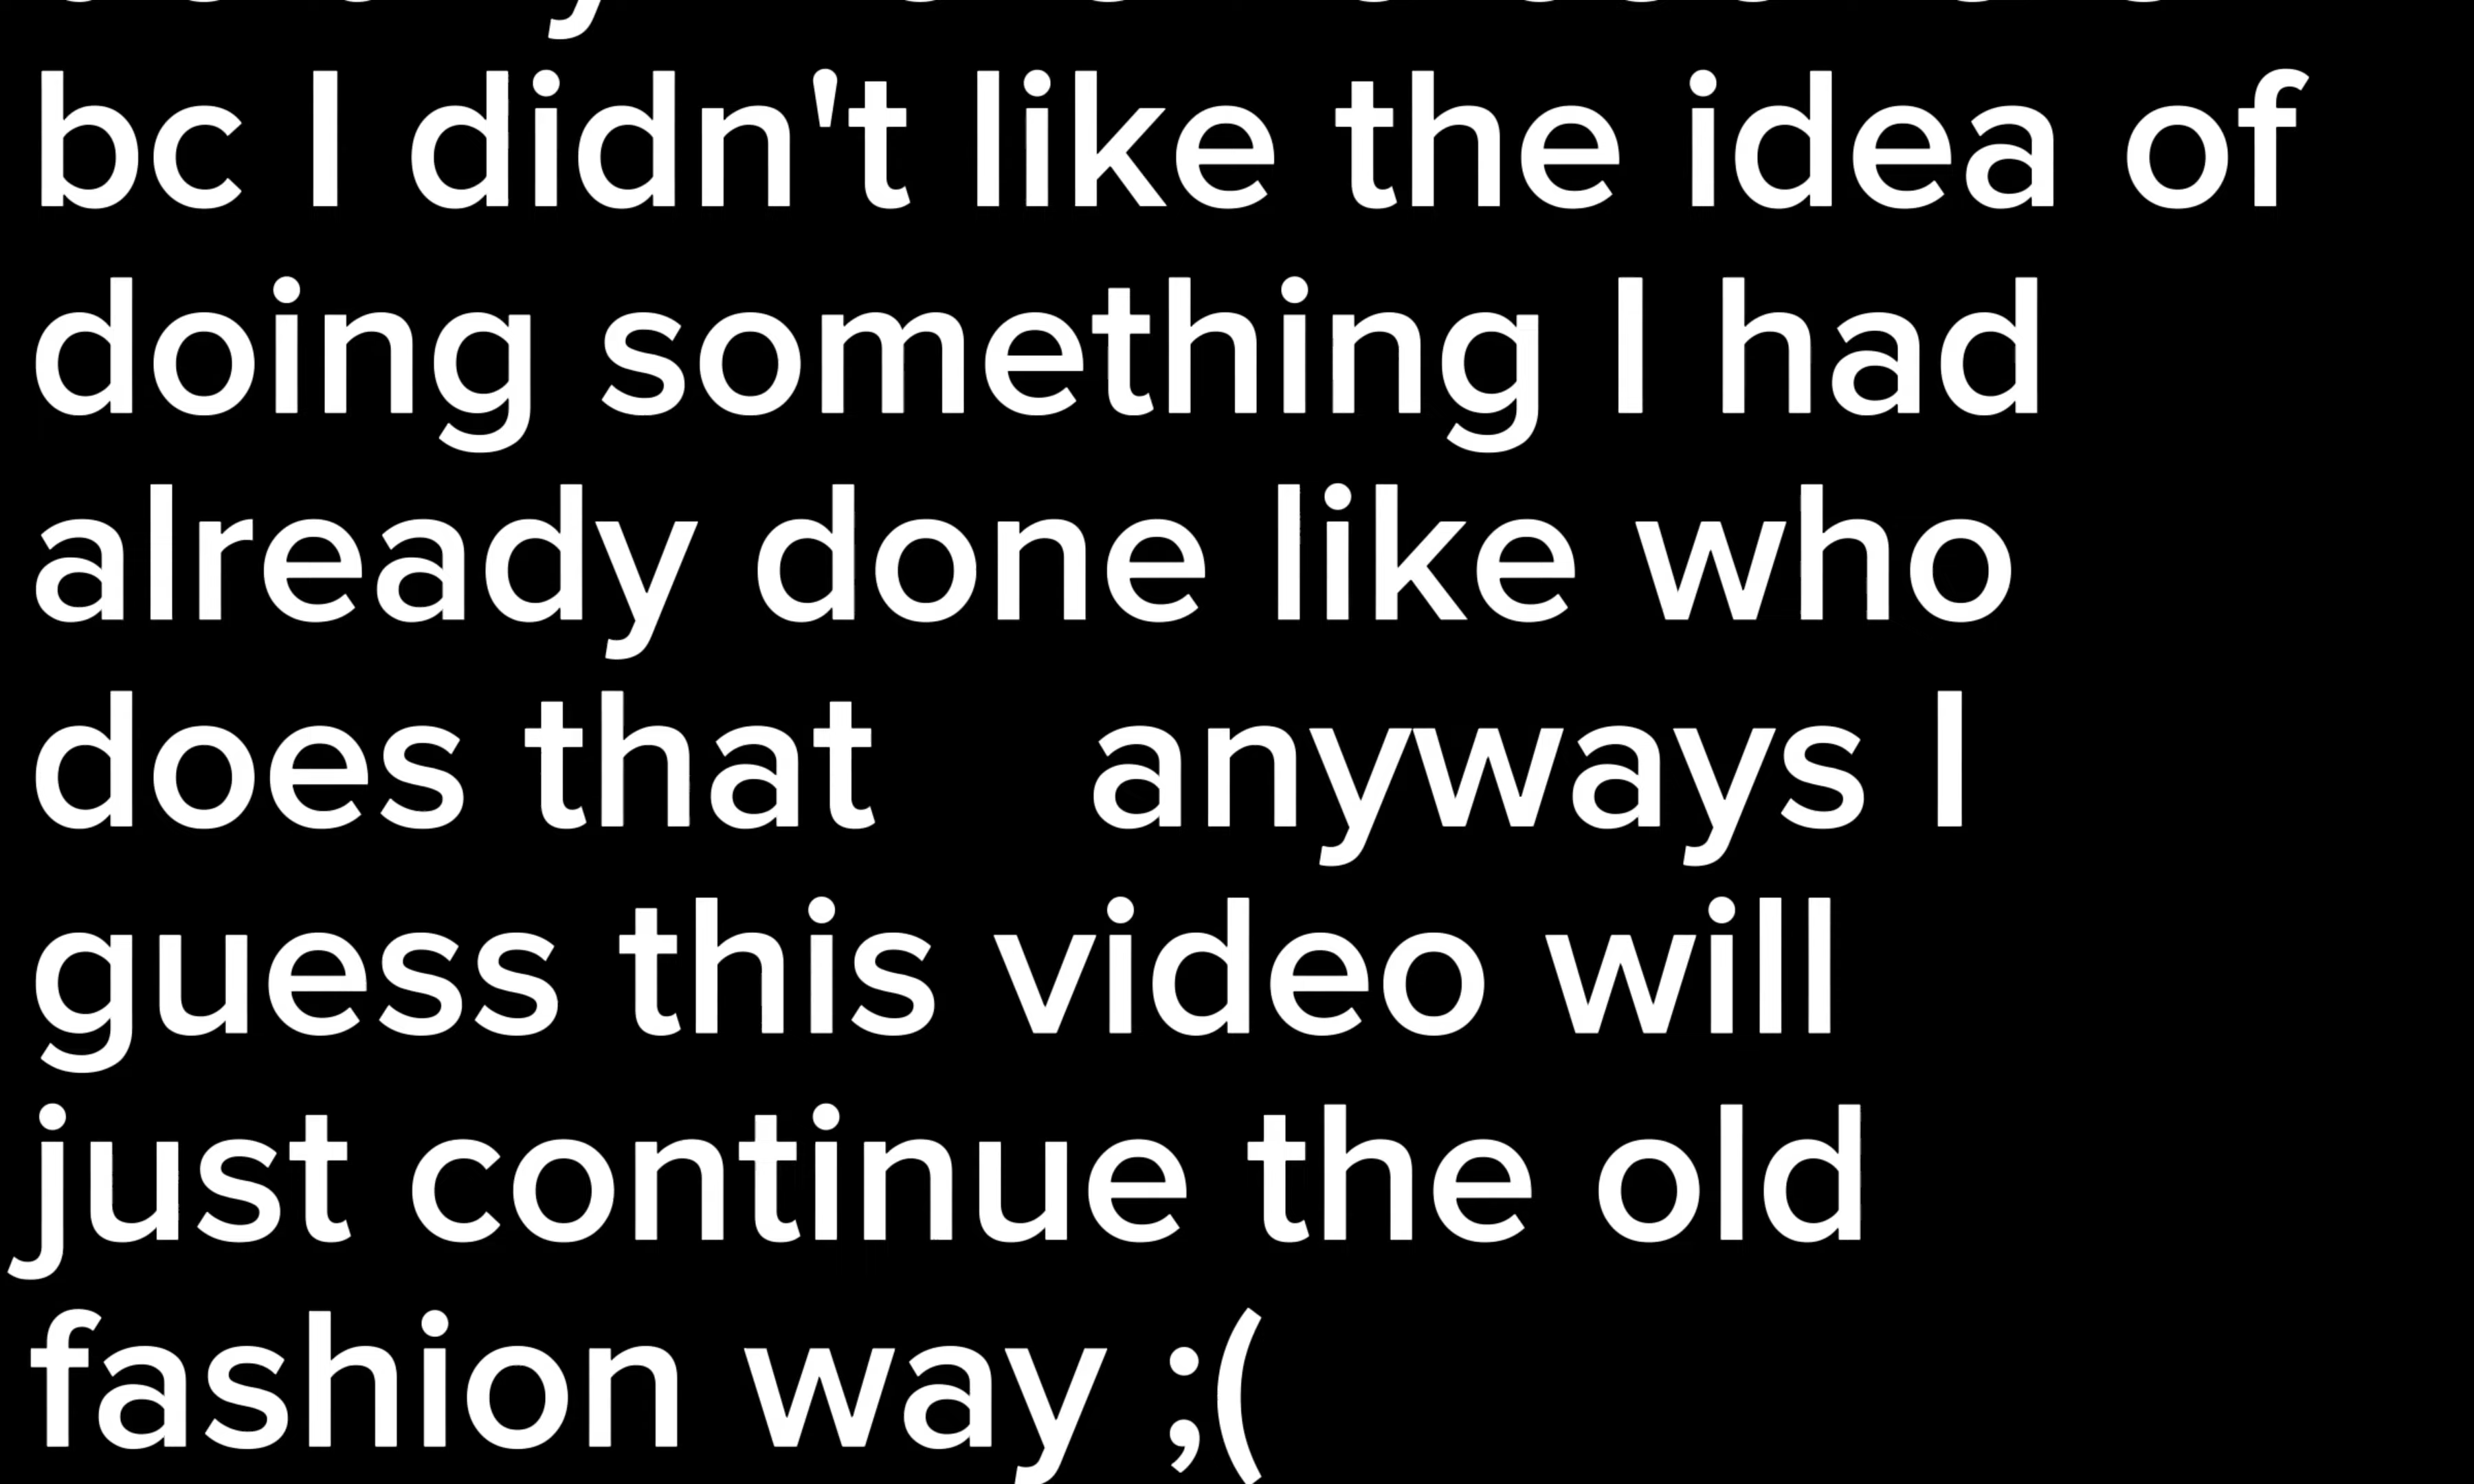 bc I didn't like the idea of
doing something I had
already done like who
does that anyways I
guess this video will
just continue the old
fashion way ;(